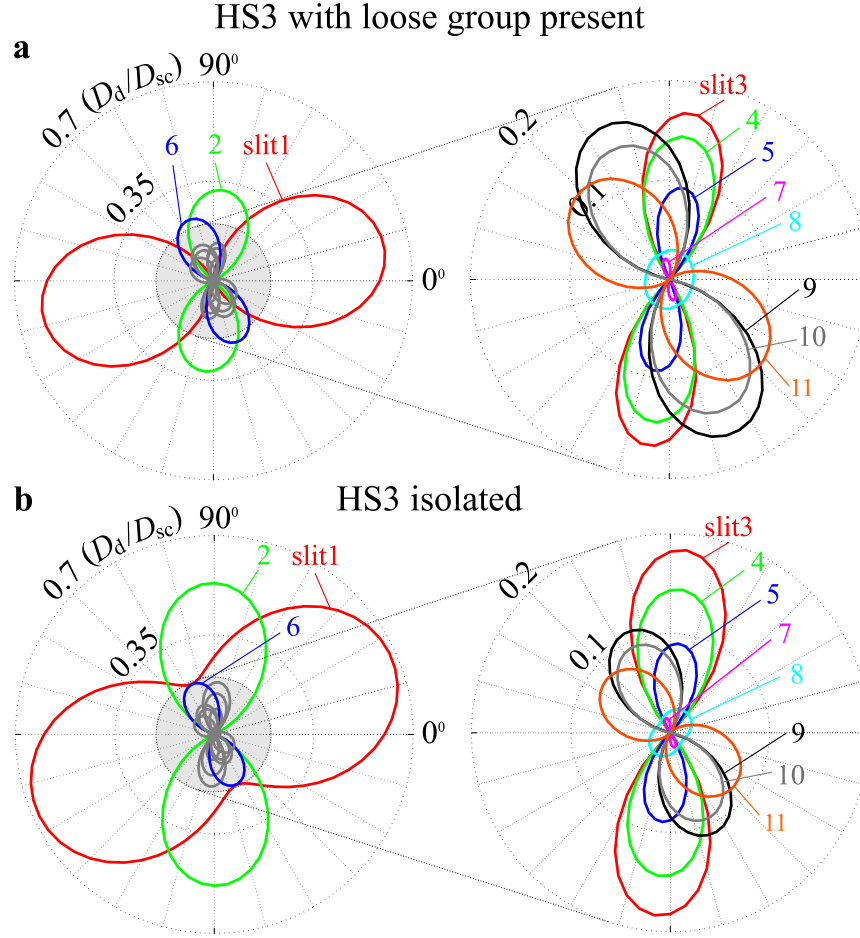 HS3 with loose group present
a
0.7 (Dd/Dsc) 90⁰
0.35
6
2
slit1
0⁰
0.2
0.1
slit3
4
5
7
8
9
10
11
b
HS3 isolated
0.7 (Dd/Dsc) 90⁰
0.35
2
slit1
6
0⁰
0.2
0.1
slit3
4
5
7
8
9
10
11